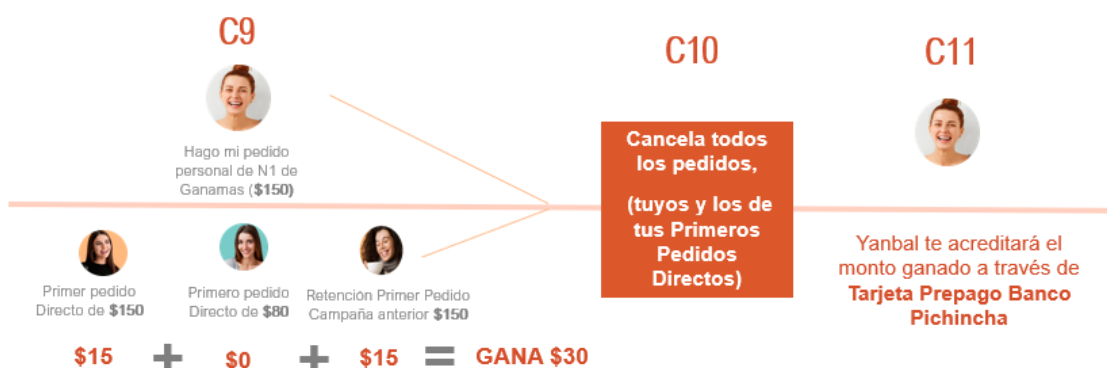 C9
Hago mi pedido
personal de N1 de
Ganamas ($150)
Primer pedido
Directo de $150
Primero pedido
Directo de $80
Retención Primer Pedido
Campaña anterior $150
$15 + $0 + $15 = GANA $30
C10
Cancela todos
los pedidos,
(tuyos y los de
tus Primeros
Pedidos
Directos)
C11
Yanbal te acreditará el
monto ganado a través de
Tarjeta Prepago Banco
Pichincha